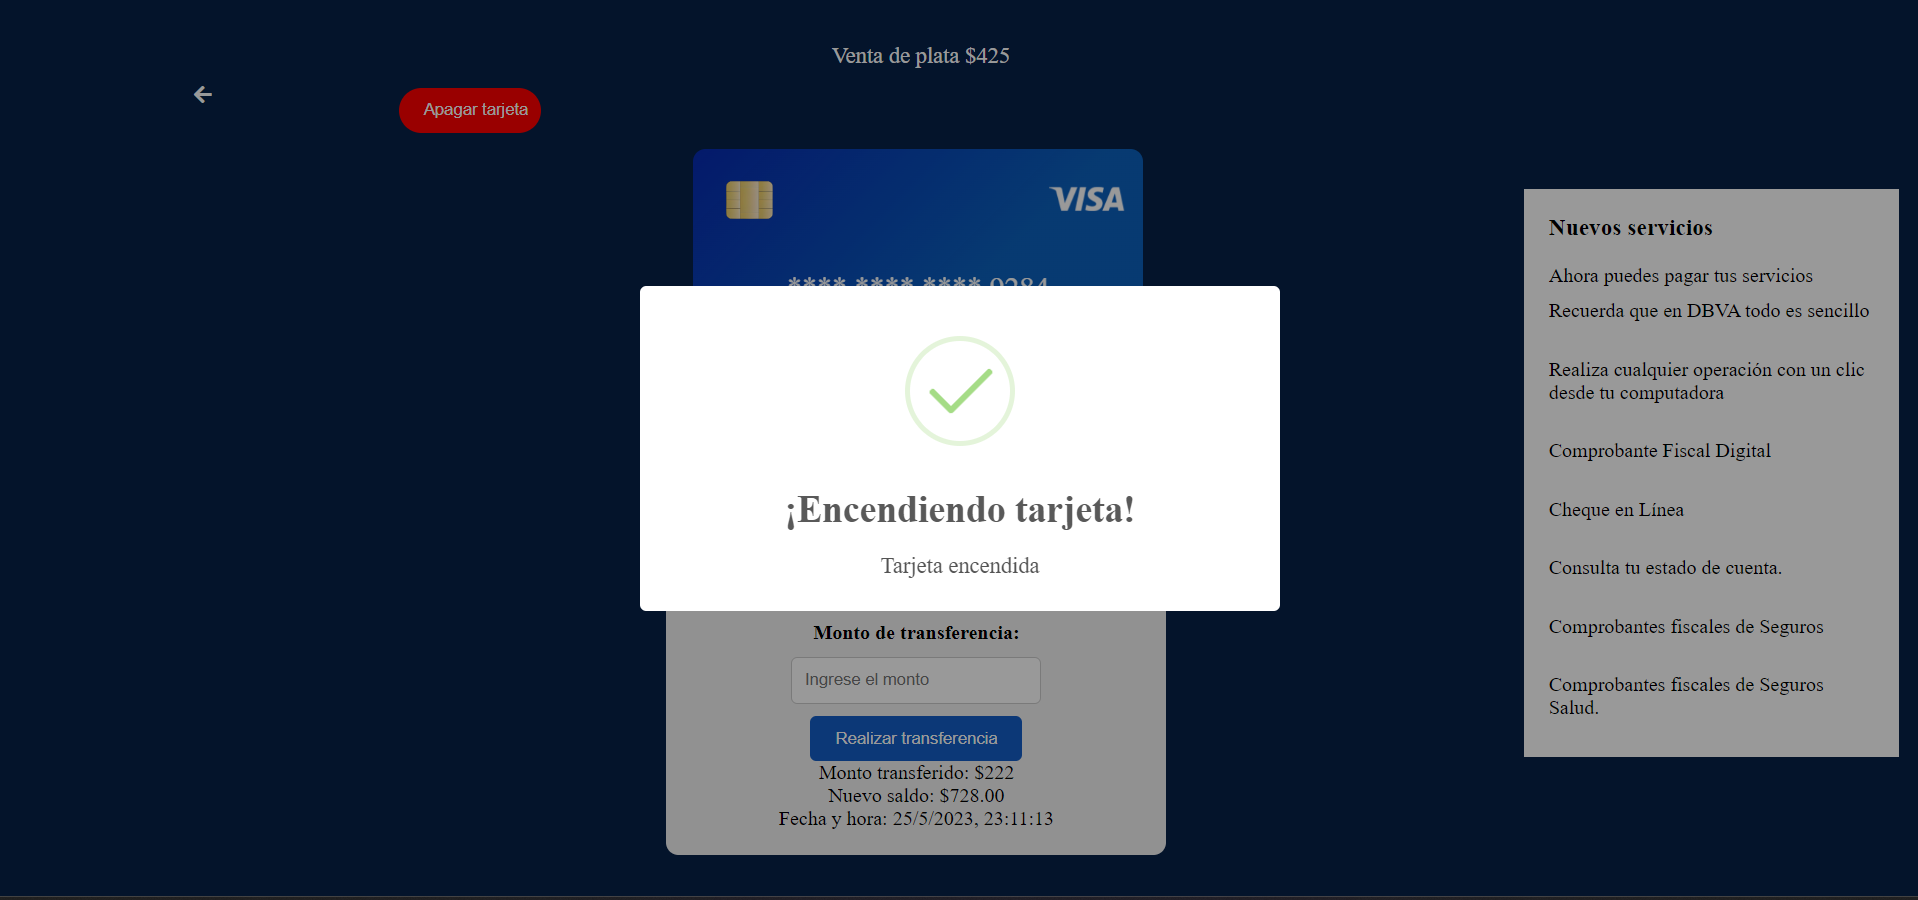 Venta de plata $425
Apagar tarjeta
VISA
**** **** **** 9284
¡Encendiendo tarjeta!
Tarjeta encendida
Monto de transferencia:
Ingrese el monto
Realizar transferencia
Monto transferido: $222
Nuevo saldo: $728.00
Fecha y hora: 25/5/2023, 23:11:13
Nuevos servicios
Ahora puedes pagar tus servicios
Recuerda que en DBVA todo es sencillo
Realiza cualquier operación con un clic
desde tu computadora
Comprobante Fiscal Digital
Cheque en Línea
Consulta tu estado de cuenta.
Comprobantes fiscales de Seguros
Comprobantes fiscales de Seguros
Salud.